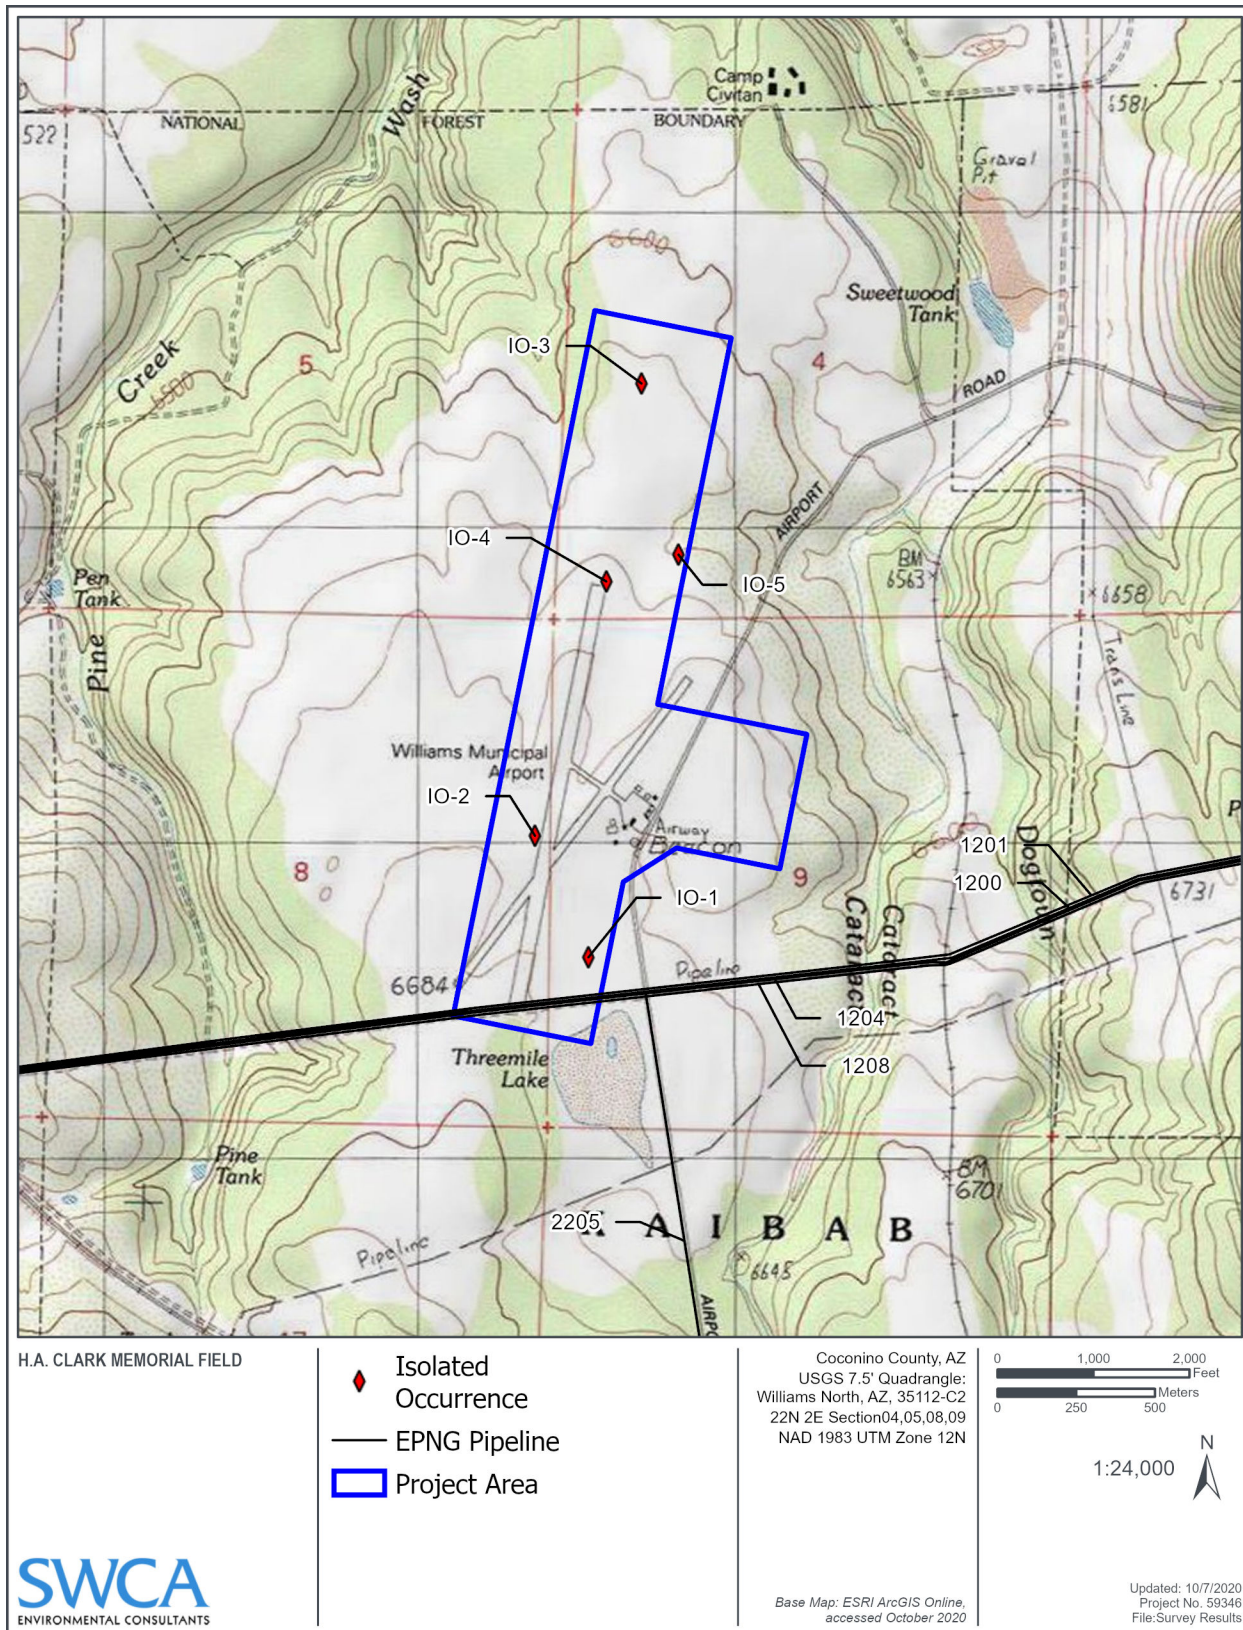 Camp
Civitan
6581
522
NATIONAL FOREST BOUNDARY
Wash
Gravel
Pit
6600
Sweetwood
Tank
IO-3
5
4
Creek
6500
ROAD
AIRPORT
IO-4
IO-5
BM
6563
Pen
Tank
6658
Pine
Trans Line
Williams Municipal
Airport
IO-2
Airway
Beacon
Dogtown
1201
P
8
9
1200
6731
IO-1
Cataract
Cataract
Pipeline
6684
1204
1208
Threemile
Lake
Pine
Tank
BM
6701
2205
K A I B A B
Pipeline
6648
AIRPO
H.A. CLARK MEMORIAL FIELD
Isolated
Occurrence
EPNG Pipeline
Project Area
Coconino County, AZ
USGS 7.5' Quadrangle:
Williams North, AZ, 35112-C2
22N 2E Section04,05,08,09
NAD 1983 UTM Zone 12N
0 1,000 2,000
Feet
Meters
0 250 500
N
1:24,000
SWCA
ENVIRONMENTAL CONSULTANTS
Base Map: ESRI ArcGIS Online,
accessed October 2020
Updated: 10/7/2020
Project No. 59346
File:Survey Results